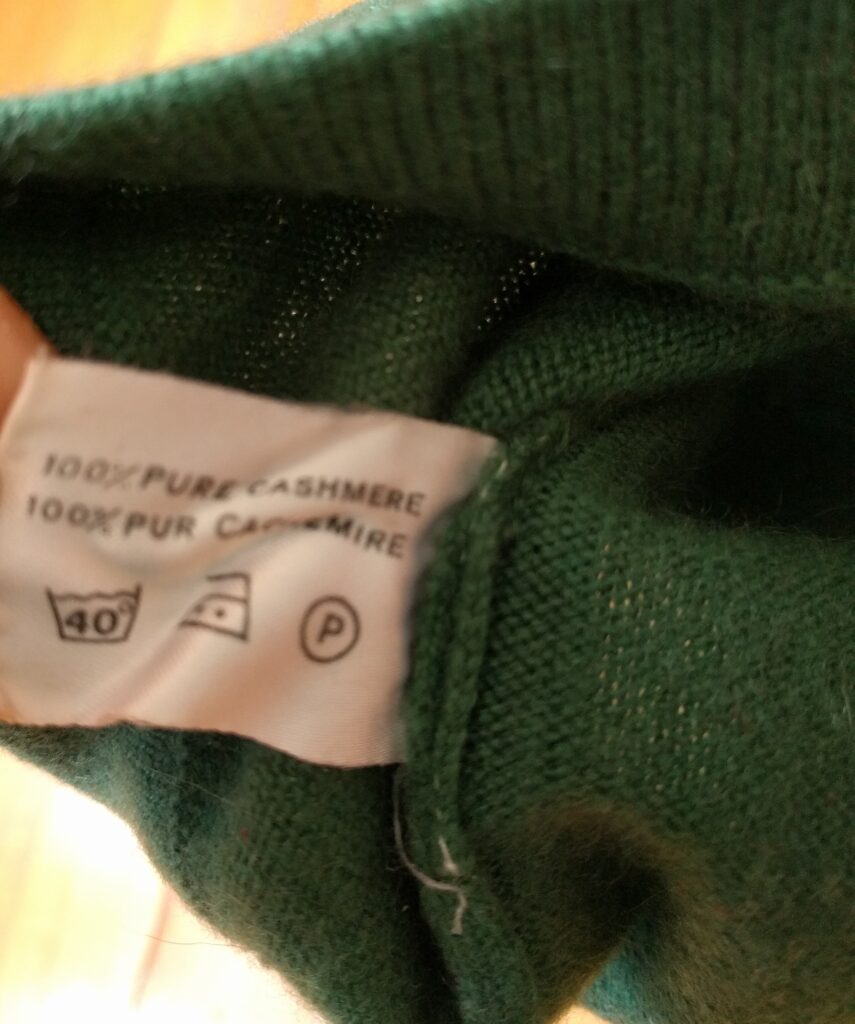 100% PURE CASHMERE
100% PUR CACHEMIRE
40°
P